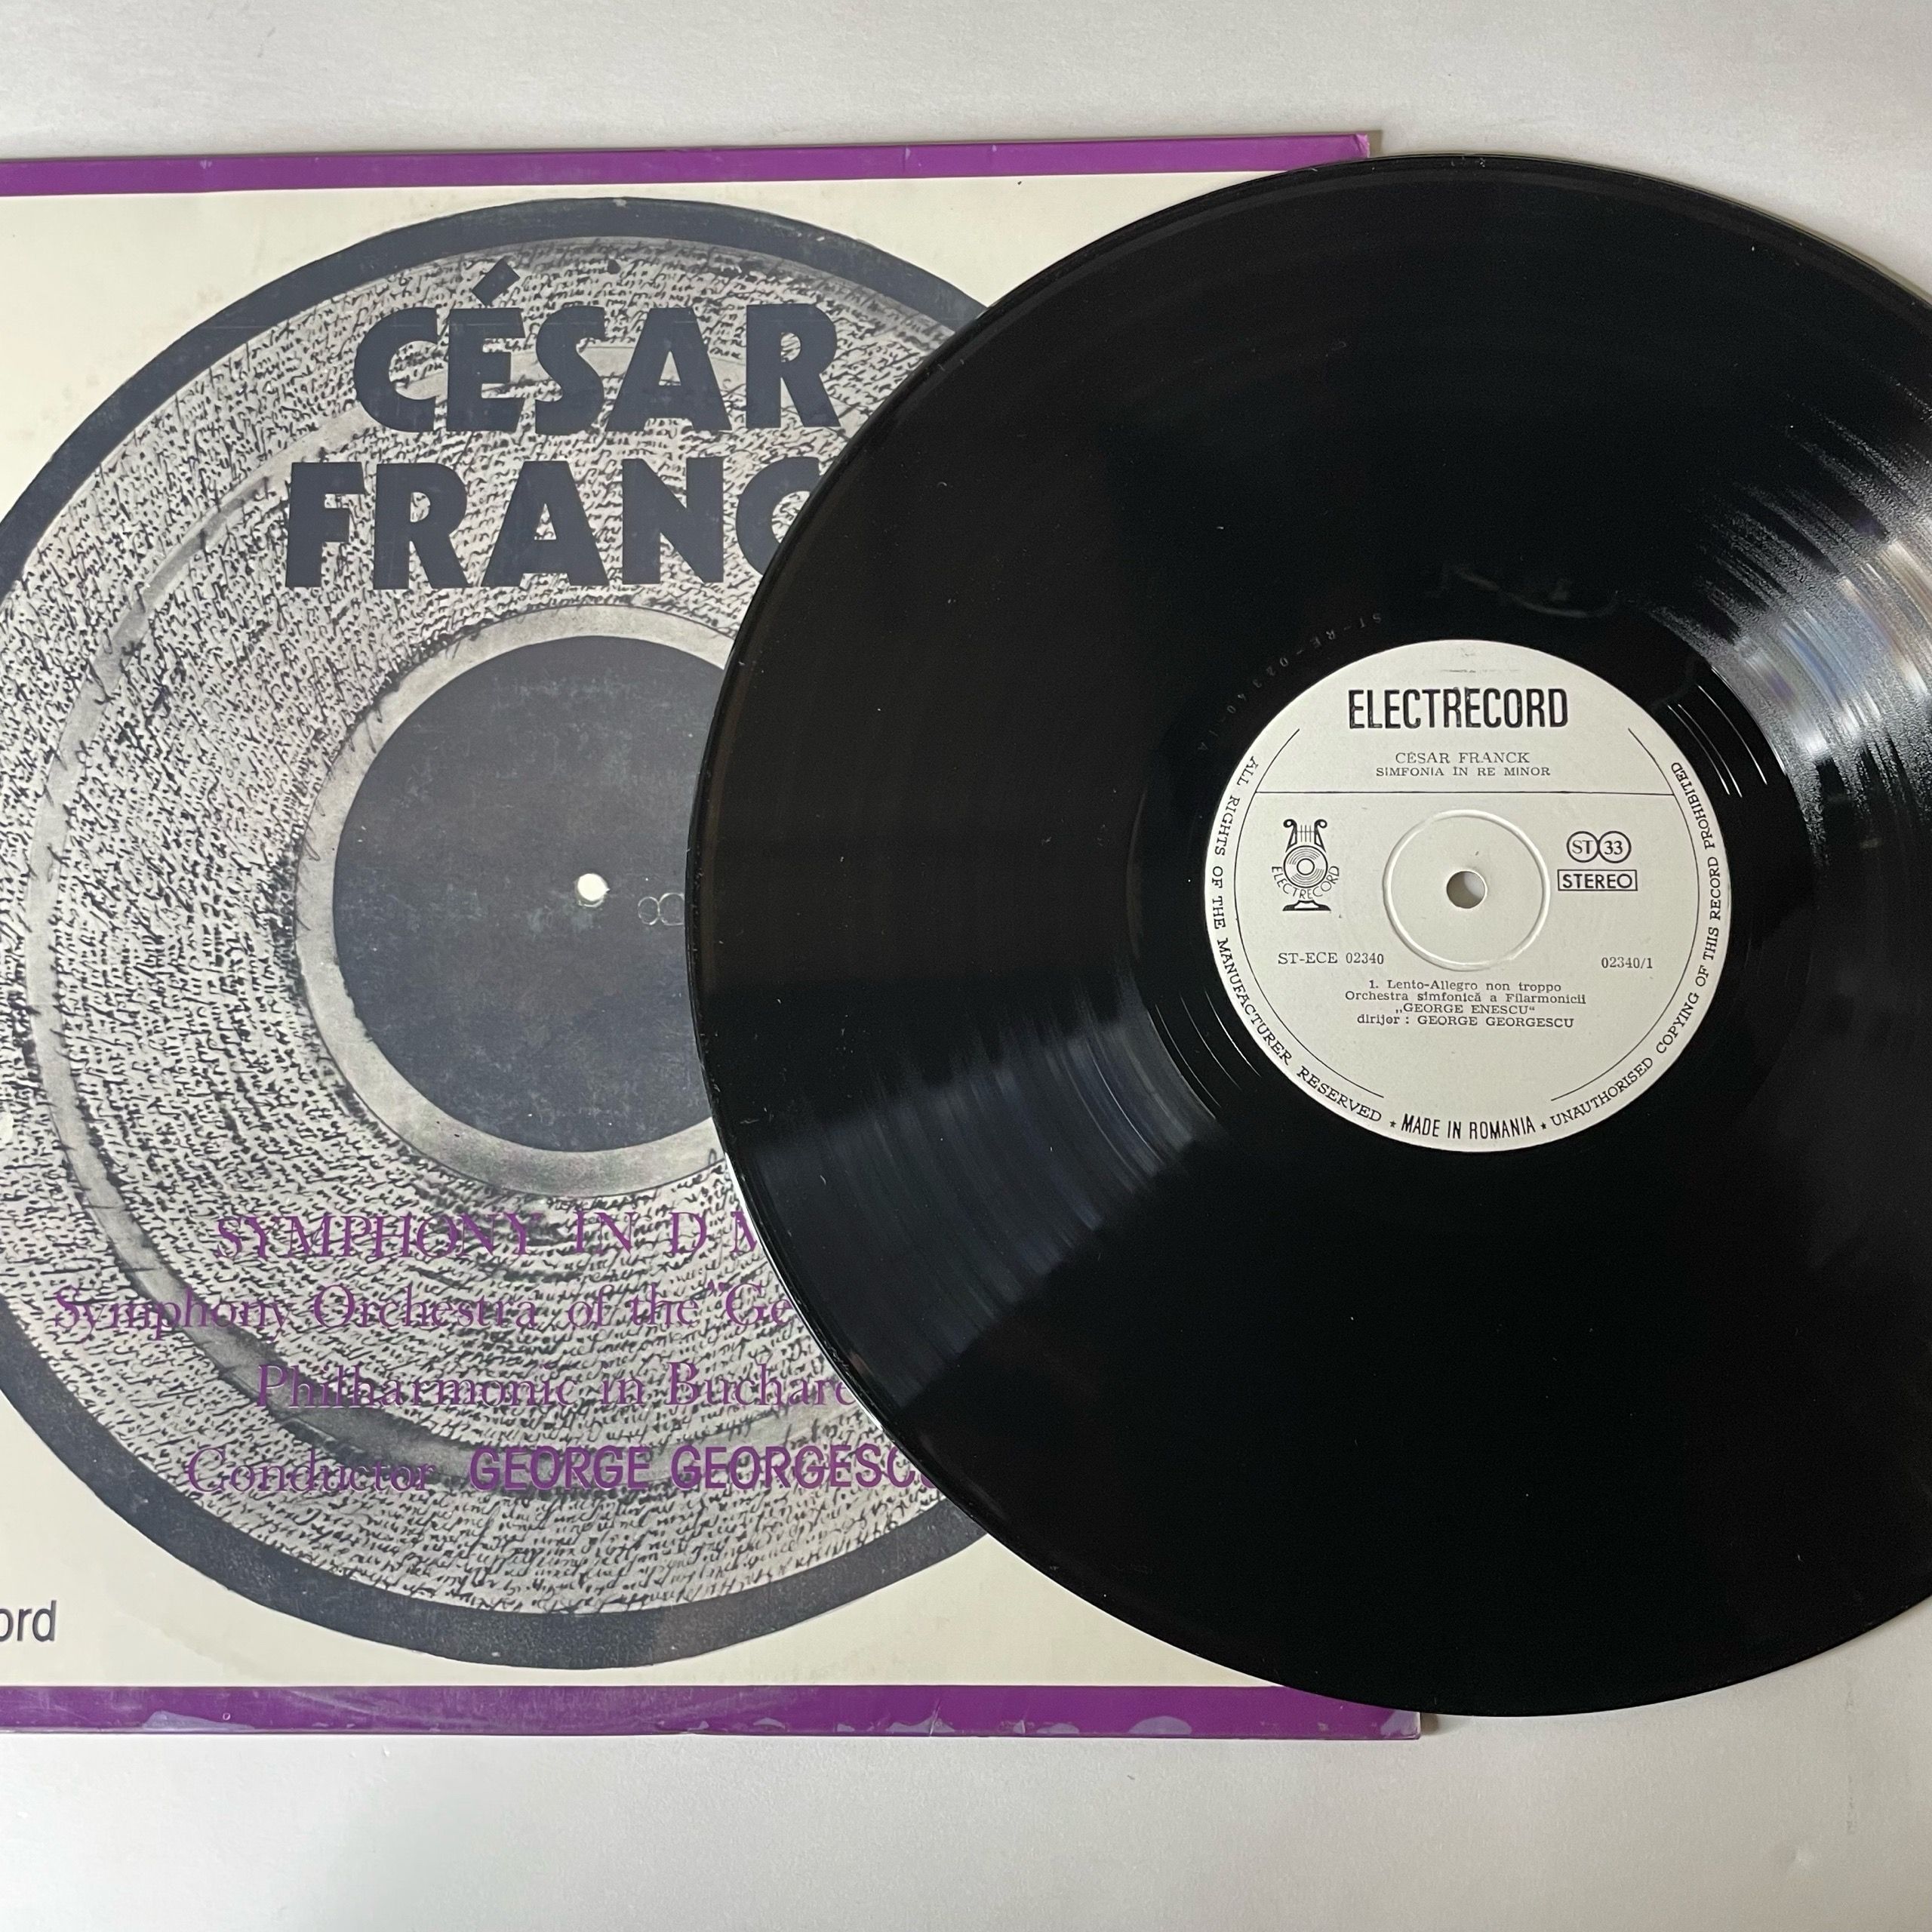 CÉSAR
FRANC
SYMPHONY IN D M
Symphony Orchestra of the "Ge
Philharmonic in Buchare
Conductor GEORGE GEORGESCU
ord
ELECTRECORD
CÉSAR FRANCK
SIMFONIA ÎN RE MINOR
ELECTRECORD
ST 33
STEREO
ST-ECE 02340
02340/1
1. Lento-Allegro non troppo
Orchestra simfonică a Filarmonicii
„GEORGE ENESCU“
dirijor : GEORGE GEORGESCU
ALL RIGHTS OF THE MANUFACTURER RESERVED ★ MADE IN ROMANIA ★ UNAUTHORISED COPYING OF THIS RECORD PROHIBITED